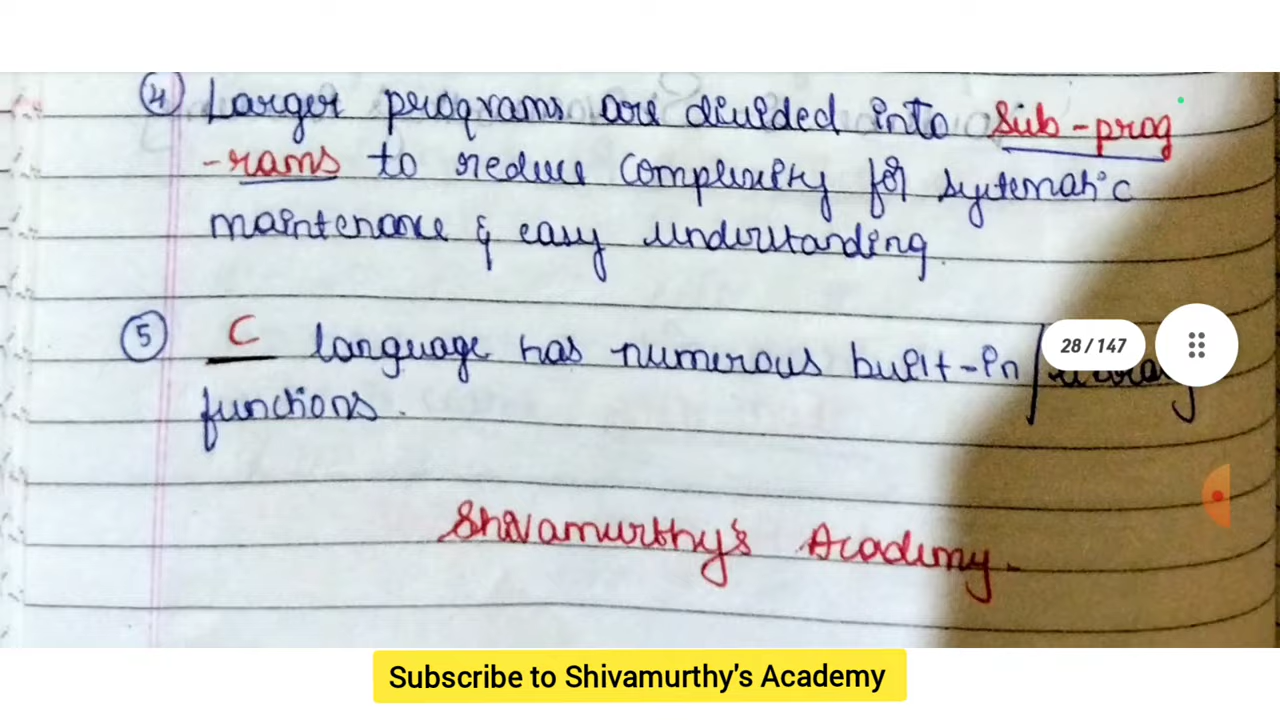 ④ Larger programs are divided into Sub-prog
-rams to reduce complexity for systematic
maintenance & easy understanding.
⑤ C language has numerous built-in/
functions.
28 / 147
Shivamurthy's Academy.
Subscribe to Shivamurthy's Academy